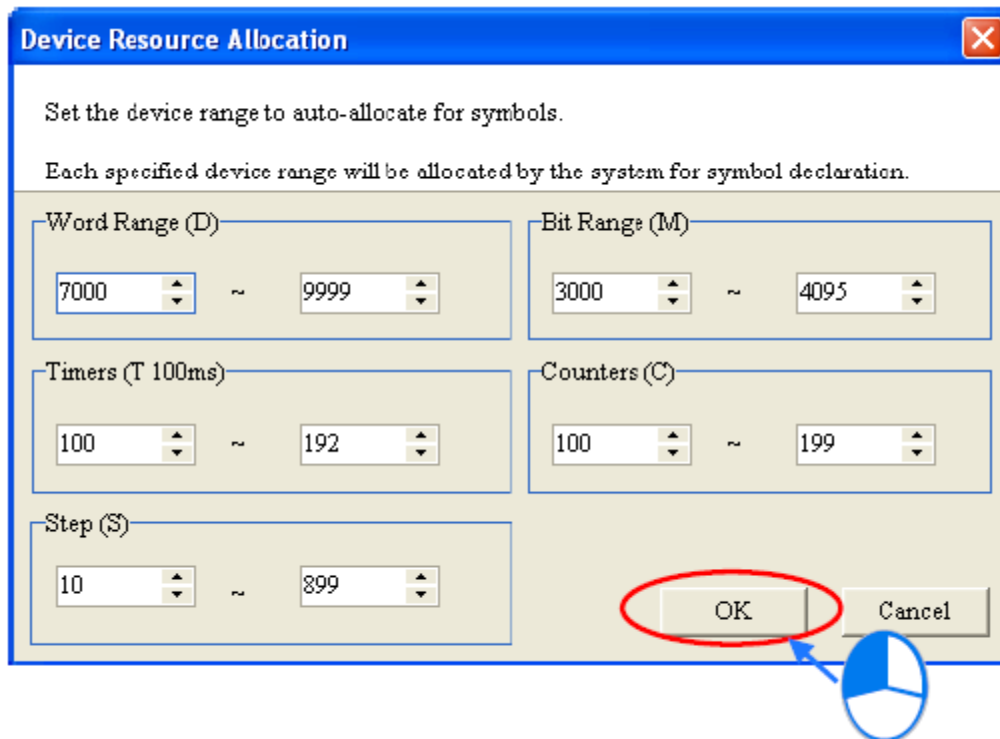 Device Resource Allocation
Set the device range to auto-allocate for symbols.
Each specified device range will be allocated by the system for symbol declaration.
Word Range (D)
7000 ~ 9999
Bit Range (M)
3000 ~ 4095
Timers (T 100ms)
100 ~ 192
Counters (C)
100 ~ 199
Step (S)
10 ~ 899
OK Cancel